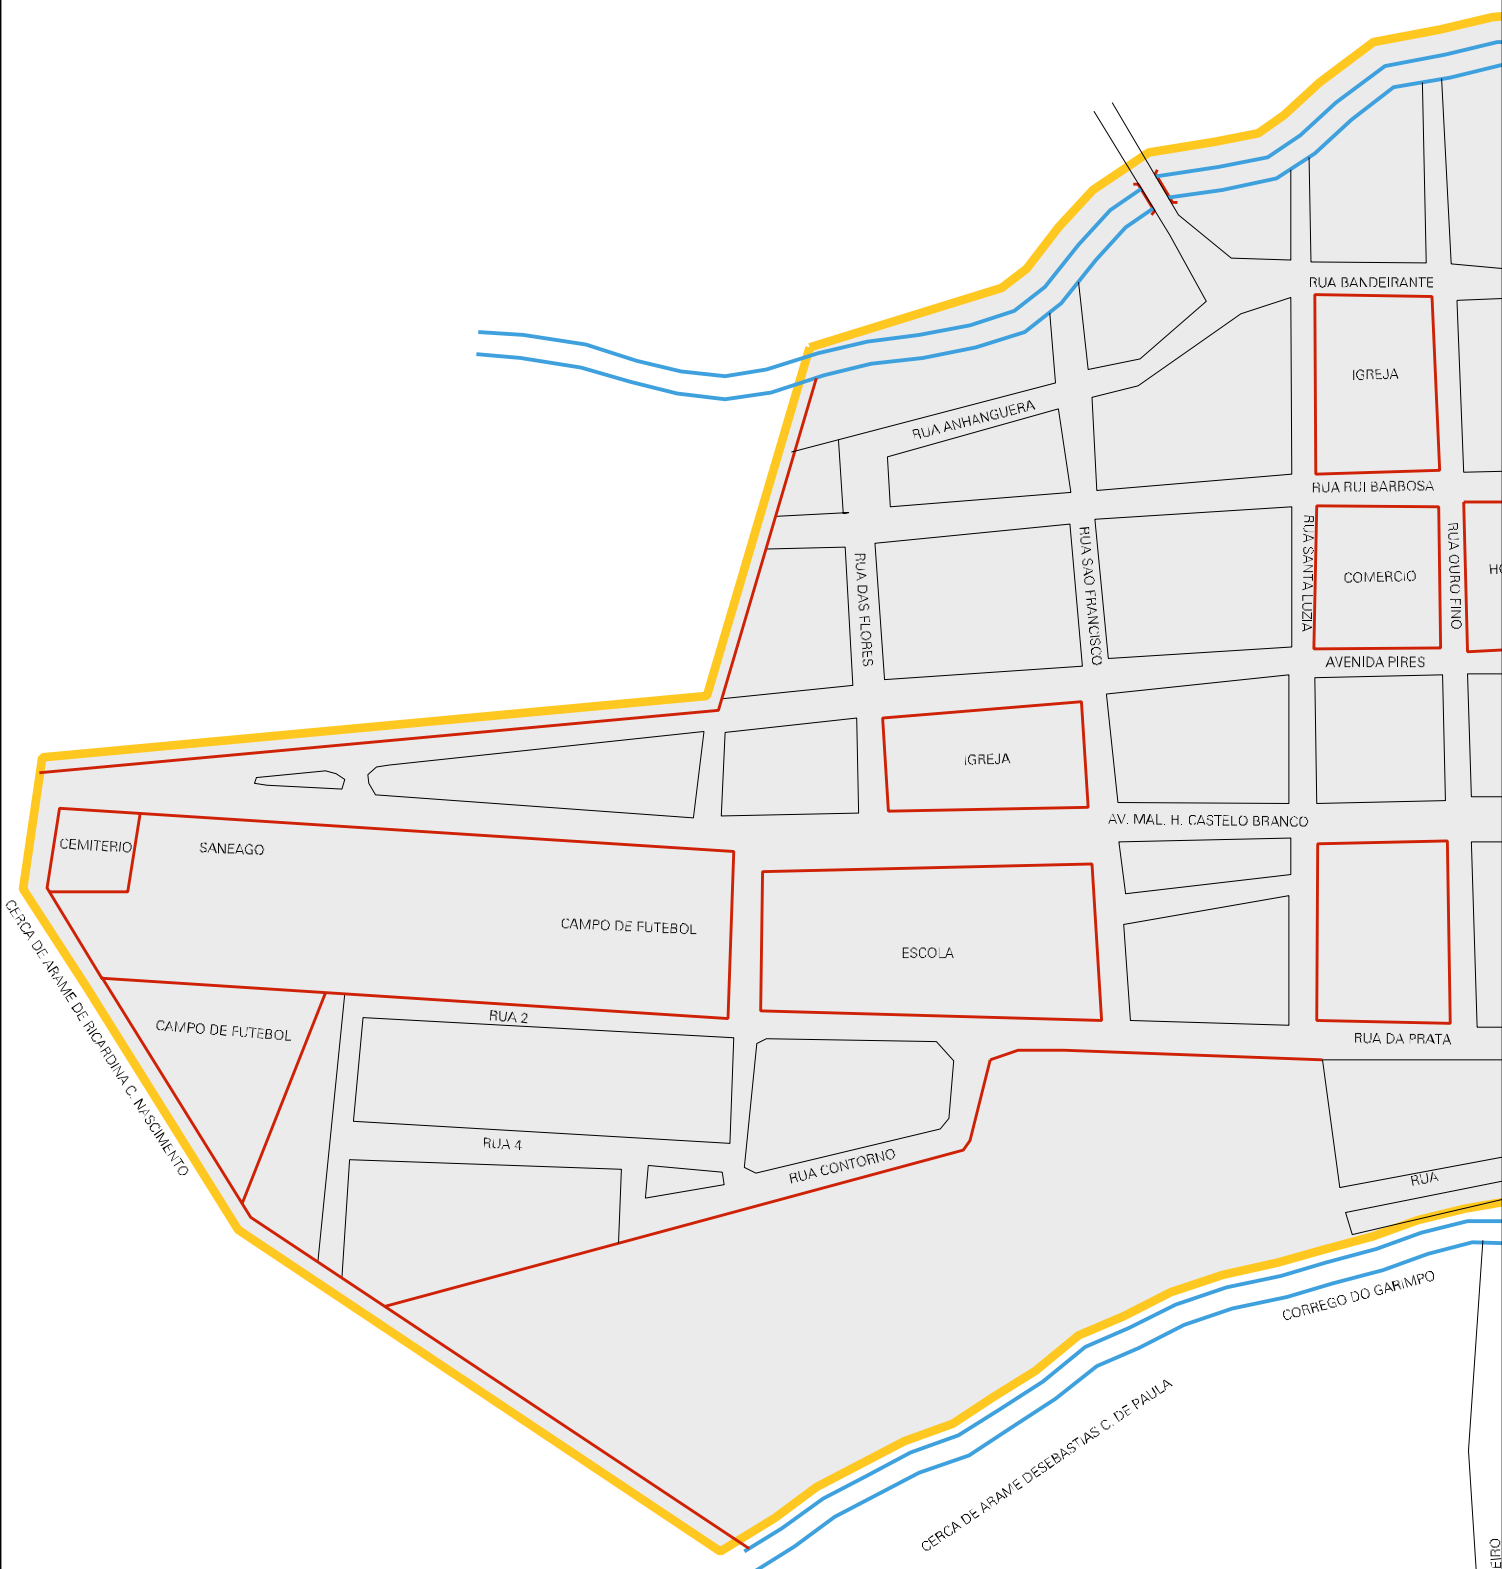 RUA BANDEIRANTE
IGREJA
RUA ANHANGUERA
RUA RUI BARBOSA
RUA DAS FLORES
RUA SAO FRANCISCO
RUA SANTA LUZIA
COMERCIO
RUA OURO FINO
AVENIDA PIRES
IGREJA
AV. MAL. H. CASTELO BRANCO
CEMITERIO
SANEAGO
CAMPO DE FUTEBOL
ESCOLA
CERCA DE ARAME DE RICARDINA C. NASCIMENTO
CAMPO DE FUTEBOL
RUA 2
RUA DA PRATA
RUA 4
RUA CONTORNO
RUA
CORREGO DO GARIMPO
CERCA DE ARAME DESEBASTIAS C. DE PAULA